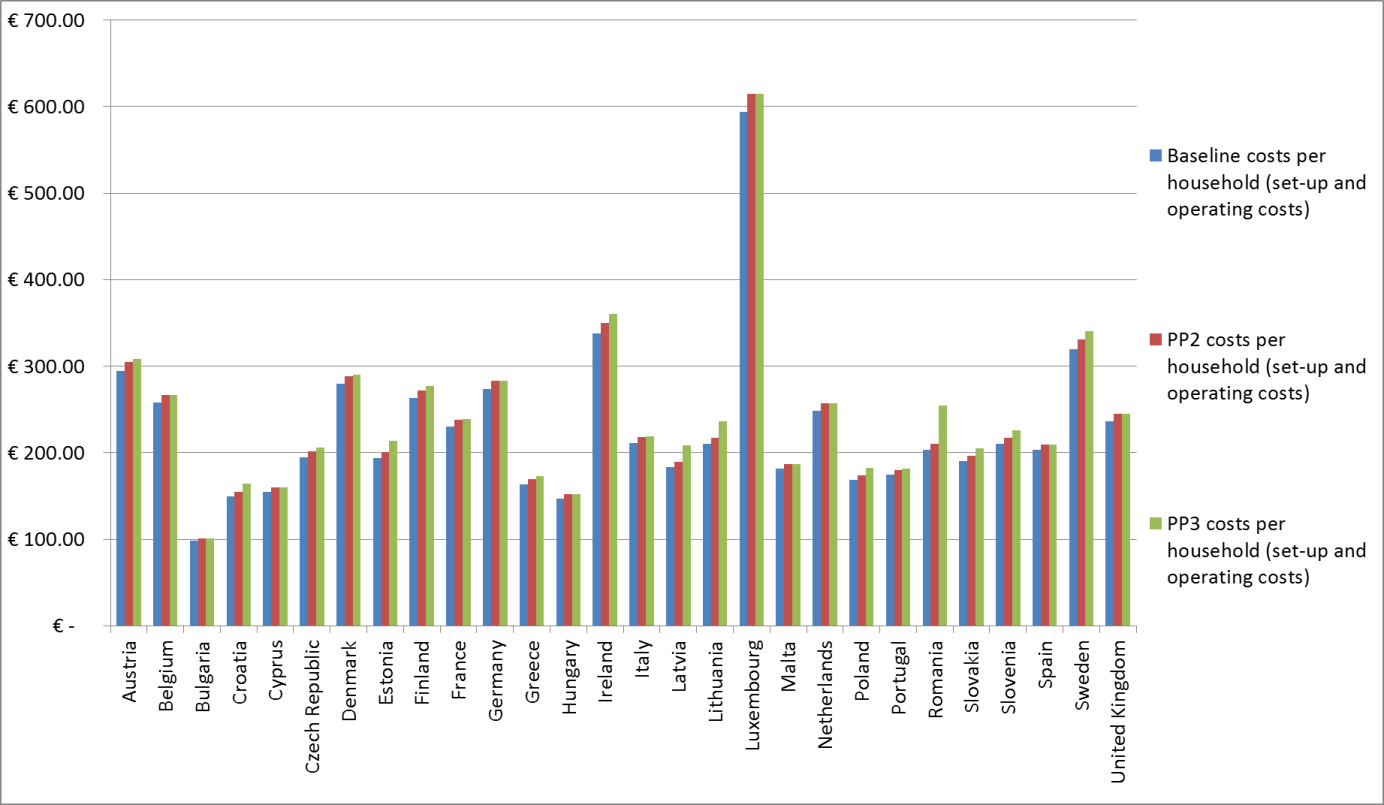 € 700.00
€ 600.00
€ 500.00
€ 400.00
€ 300.00
€ 200.00
€ 100.00
€ -
Austria
Belgium
Bulgaria
Croatia
Cyprus
Czech Republic
Denmark
Estonia
Finland
France
Germany
Greece
Hungary
Ireland
Italy
Latvia
Lithuania
Luxembourg
Malta
Netherlands
Poland
Portugal
Romania
Slovakia
Slovenia
Spain
Sweden
United Kingdom
Baseline costs per
household (set-up and
operating costs)
PP2 costs per
household (set-up and
operating costs)
PP3 costs per
household (set-up and
operating costs)